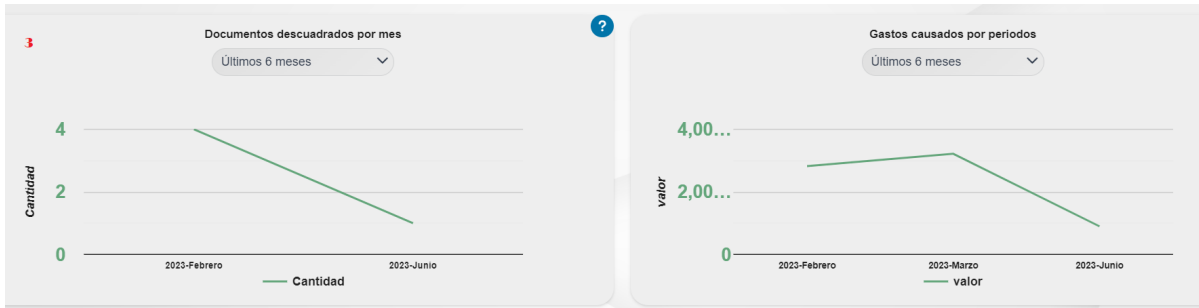 3
Documentos descuadrados por mes
?
Últimos 6 meses
4
2
0
Cantidad
2023-Febrero
2023-Junio
Cantidad
Gastos causados por periodos
Últimos 6 meses
4,00...
2,00...
0
valor
2023-Febrero
2023-Marzo
2023-Junio
valor